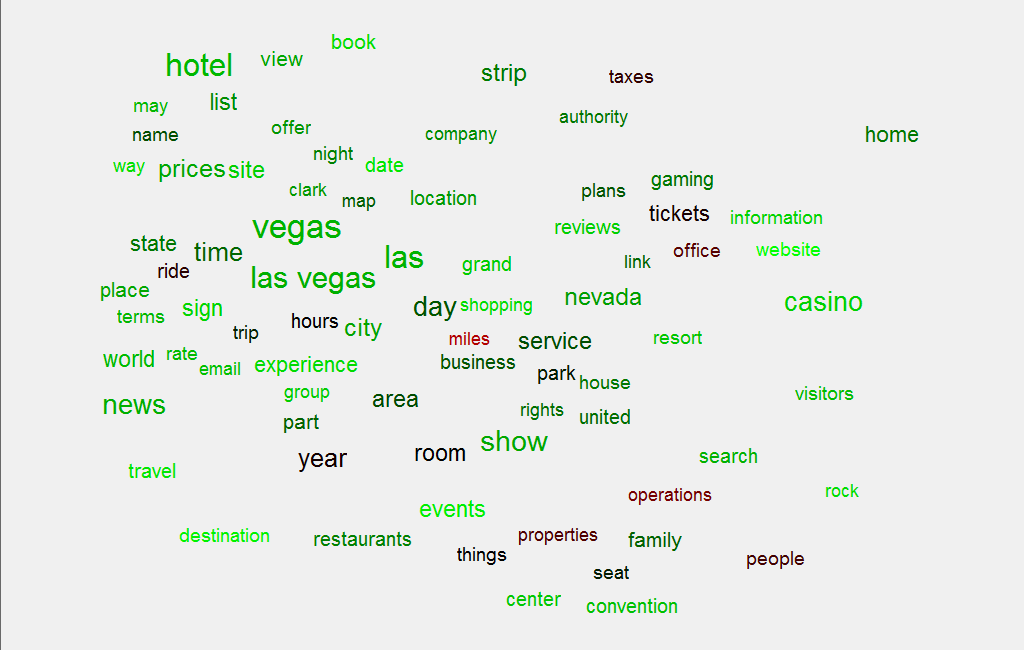 book
hotel
view
strip
taxes
may
list
authority
name
offer
company
home
night
way
prices
site
date
clark
map
location
plans
gaming
tickets
information
vegas
reviews
state
time
las
grand
link
office
website
ride
las vegas
place
terms
sign
day
shopping
nevada
casino
trip
hours
city
miles
service
resort
world
rate
email
experience
business
park
house
group
visitors
news
part
area
rights
united
show
year
room
search
travel
operations
rock
events
destination
restaurants
properties
family
things
people
seat
center
convention